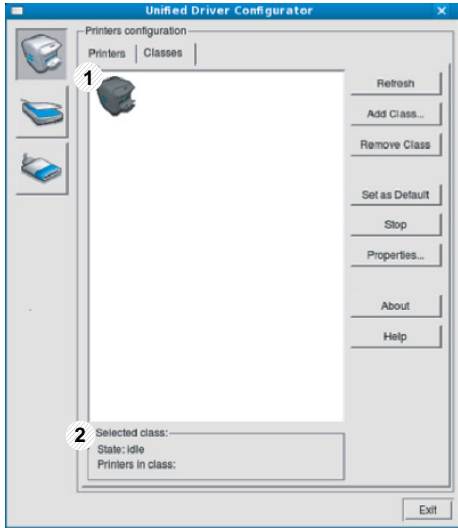 Unified Driver Configurator
Printers configuration
Printers Classes
1
Refresh
Add Class...
Remove Class
Set as Default
Stop
Properties...
About
Help
2 Selected class:
State: idle
Printers in class:
Exit